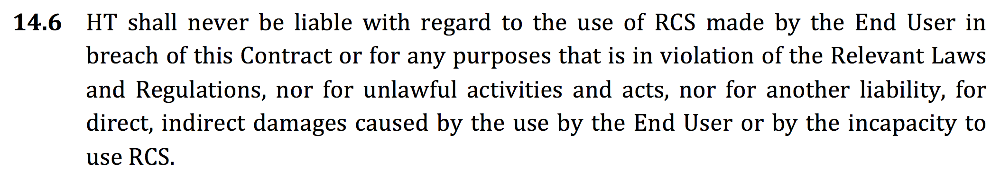 14.6 HT shall never be liable with regard to the use of RCS made by the End User in
breach of this Contract or for any purposes that is in violation of the Relevant Laws
and Regulations, nor for unlawful activities and acts, nor for another liability, for
direct, indirect damages caused by the use by the End User or by the incapacity to
use RCS.